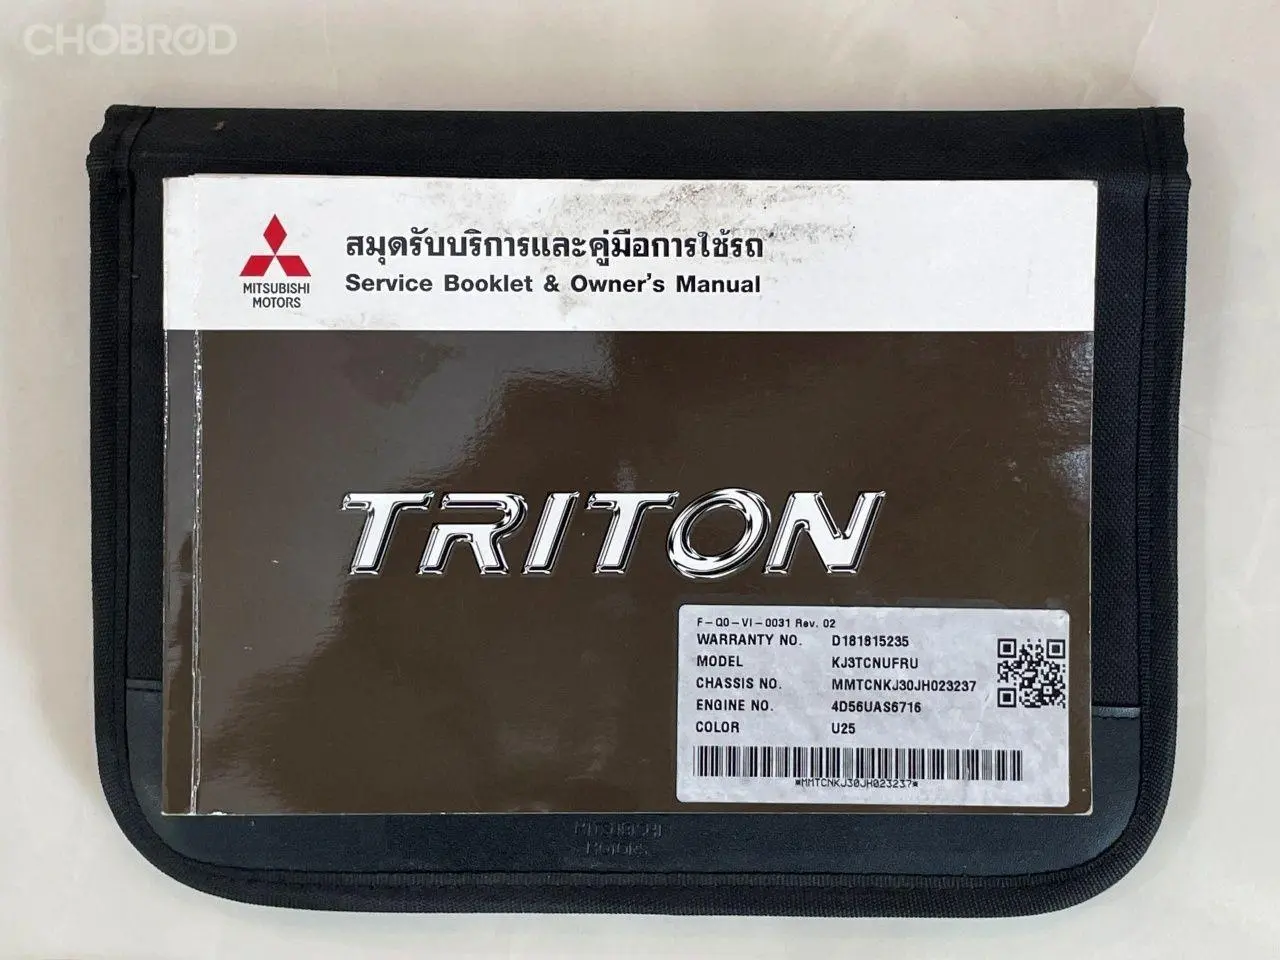 CHOBROD
สมุดรับบริการและคู่มือการใช้รถ
Service Booklet & Owner's Manual
MITSUBISHI
MOTORS
TRITON
F-Q0-VI-0031 Rev. 02
WARRANTY NO. D181815235
MODEL KJ3TCNUFRU
CHASSIS NO. MMTCNKJ30JH023237
ENGINE NO. 4D56UAS6716
COLOR U25
*MMTCNKJ30JH023237*
MITSUBISHI
MOTORS